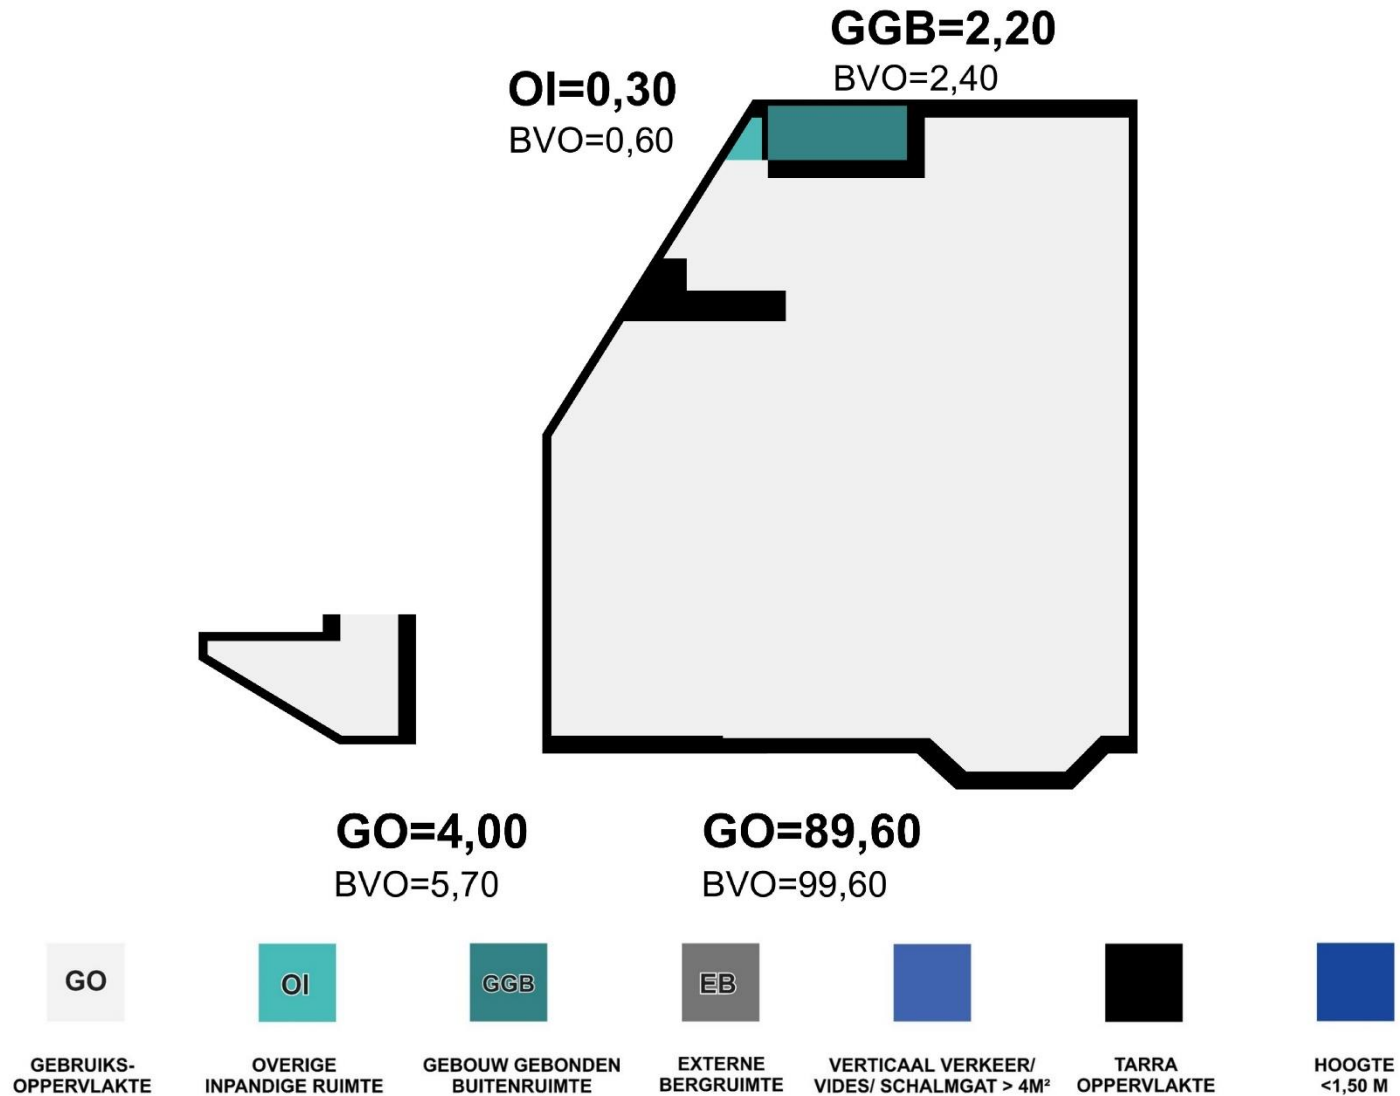 GGB=2,20
BVO=2,40
OI=0,30
BVO=0,60
GO=4,00
BVO=5,70
GO=89,60
BVO=99,60
GO
OI
GGB
EB
GEBRUIKS-
OPPERVLAKTE
OVERIGE
INPANDIGE RUIMTE
GEBOUW GEBONDEN
BUITENRUIMTE
EXTERNE
BERGRUIMTE
VERTICAAL VERKEER/
VIDES/ SCHALMGAT > 4M²
TARRA
OPPERVLAKTE
HOOGTE
<1,50 M